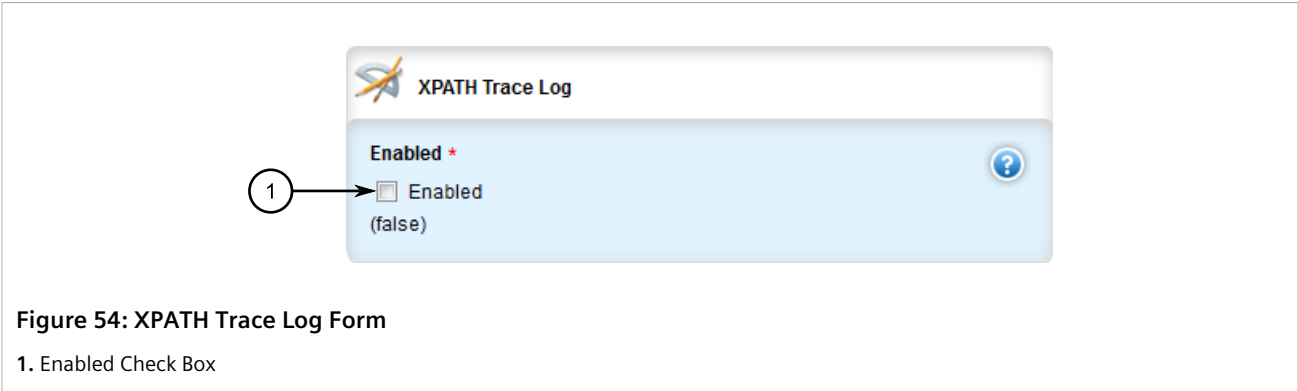 XPATH Trace Log
Enabled *
?
1
Enabled
(false)
Figure 54: XPATH Trace Log Form
1. Enabled Check Box